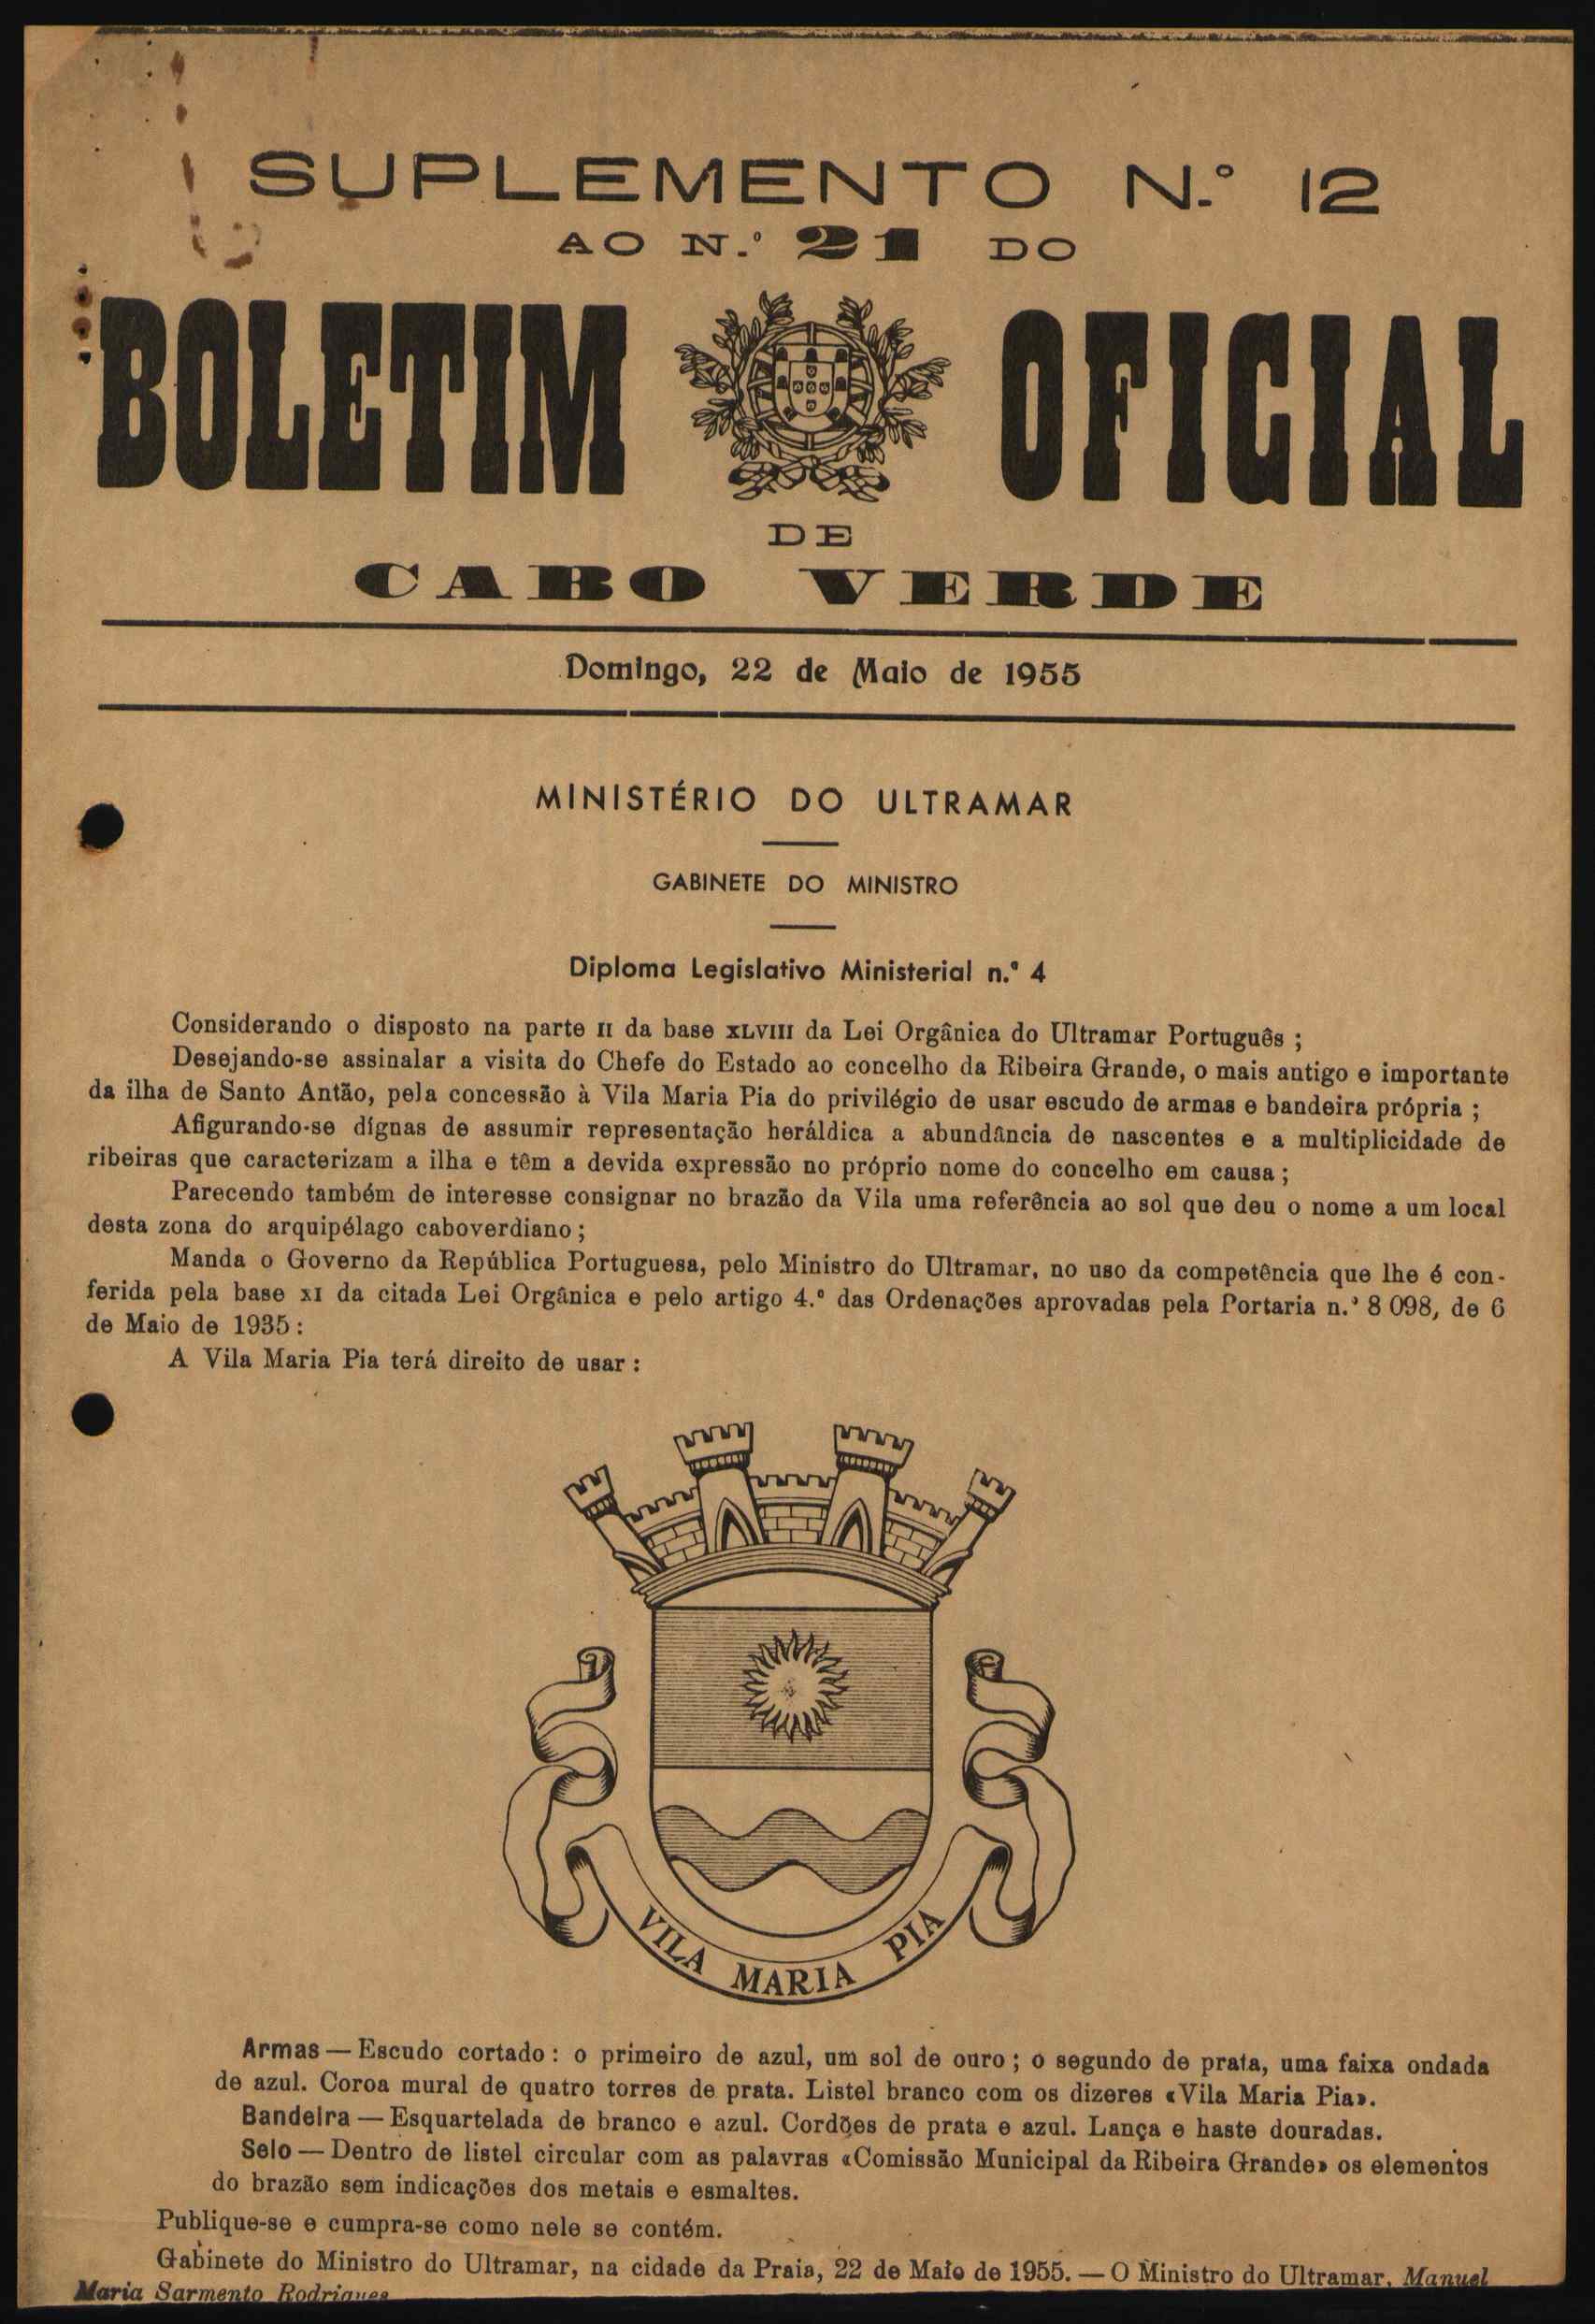 SUPLEMENTO N.º 12
AO N.º 21 DO
BOLETIM OFICIAL
DE
CABO VERDE
Domingo, 22 de Maio de 1955
MINISTÉRIO DO ULTRAMAR
GABINETE DO MINISTRO
Diploma Legislativo Ministerial n.º 4
Considerando o disposto na parte II da base XLVIII da Lei Orgânica do Ultramar Português ;
Desejando-se assinalar a visita do Chefe do Estado ao concelho da Ribeira Grande, o mais antigo e importante
da ilha de Santo Antão, pela concessão à Vila Maria Pia do privilégio de usar escudo de armas e bandeira própria ;
Afigurando-se dígnas de assumir representação heráldica a abundância de nascentes e a multiplicidade de
ribeiras que caracterizam a ilha e têm a devida expressão no próprio nome do concelho em causa ;
Parecendo também de interesse consignar no brazão da Vila uma referência ao sol que deu o nome a um local
desta zona do arquipélago caboverdiano ;
Manda o Governo da República Portuguesa, pelo Ministro do Ultramar, no uso da competência que lhe é con-
ferida pela base XI da citada Lei Orgânica e pelo artigo 4.º das Ordenações aprovadas pela Portaria n.º 8 098, de 6
de Maio de 1935 :
A Vila Maria Pia terá direito de usar :
VILA MARIA PIA
Armas — Escudo cortado : o primeiro de azul, um sol de ouro ; o segundo de prata, uma faixa ondada
de azul. Coroa mural de quatro torres de prata. Listel branco com os dizeres «Vila Maria Pia».
Bandeira — Esquartelada de branco e azul. Cordões de prata e azul. Lança e haste douradas.
Selo — Dentro de listel circular com as palavras «Comissão Municipal da Ribeira Grande» os elementos
do brazão sem indicações dos metais e esmaltes.
Publique-se e cumpra-se como nele se contém.
Gabinete do Ministro do Ultramar, na cidade da Praia, 22 de Maio de 1955. — O Ministro do Ultramar, Manuel
Maria Sarmento Rodrigues